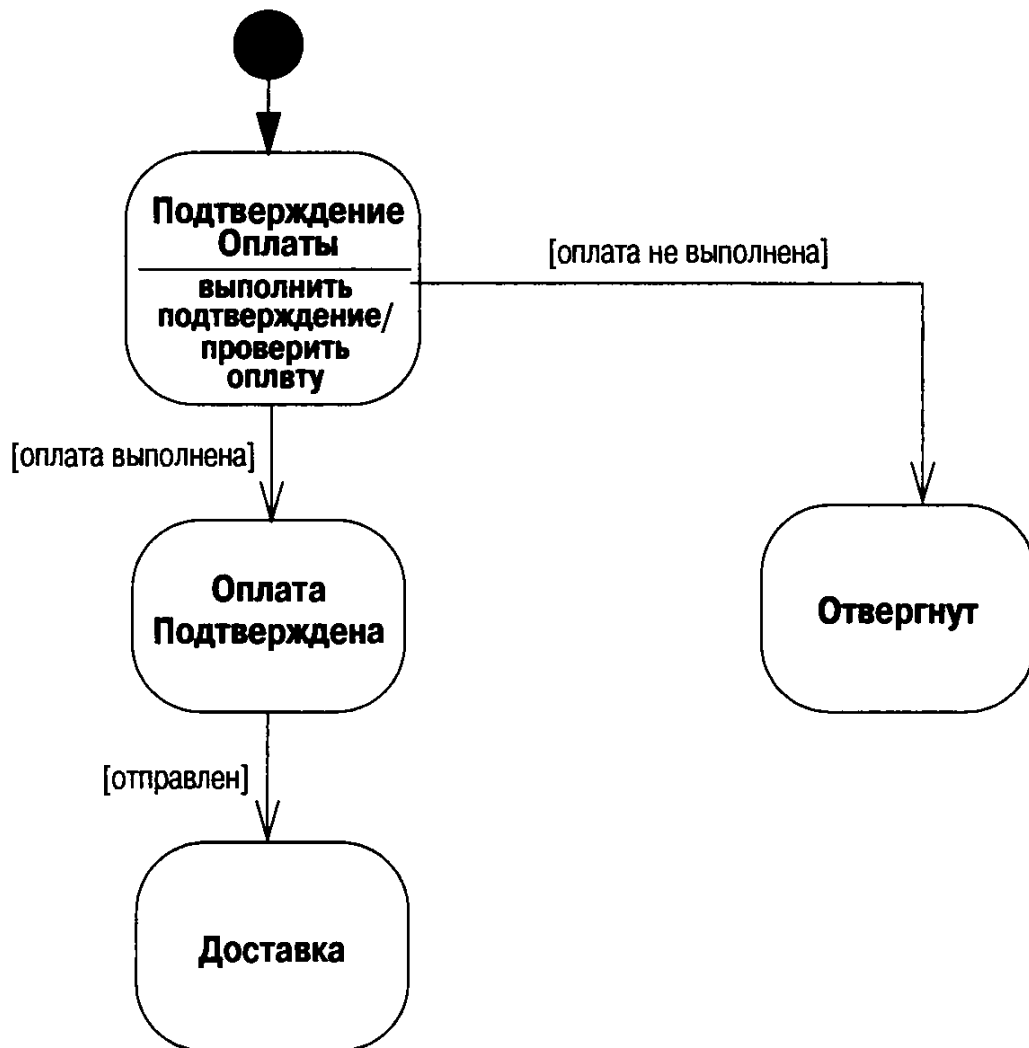 Подтверждение
Оплаты
[оплата не выполнена]
выполнить
подтверждение/
проверить
оплвту
[оплата выполнена]
Оплата
Подтверждена
Отвергнут
[отправлен]
Доставка